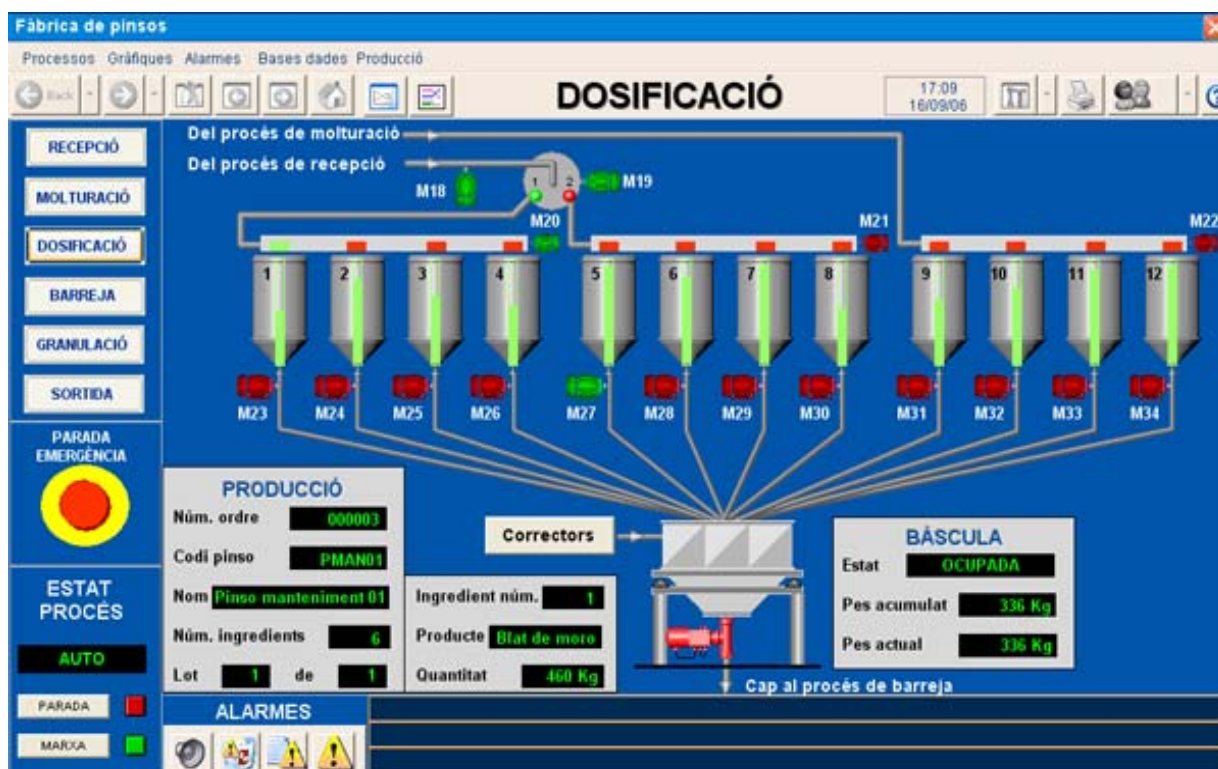 Fàbrica de pinsos
Processos Gràfiques Alarmes Bases dades Producció
Back
DOSIFICACIÓ
17:09
16/09/06
RECEPCIÓ
MOLTURACIÓ
DOSIFICACIÓ
BARREJA
GRANULACIÓ
SORTIDA
PARADA
EMERGÈNCIA
ESTAT
PROCÉS
AUTO
PARADA
MARXA
Del procés de molturació
Del procés de recepció
M18
1 2
M19
M20
M21
M22
1 2 3 4 5 6 7 8 9 10 11 12
M23 M24 M25 M26 M27 M28 M29 M30 M31 M32 M33 M34
PRODUCCIÓ
Núm. ordre 000003
Codi pinso PMAN01
Nom Pinso manteniment 01
Núm. ingredients 6
Lot 1 de 1
Correctors
Ingredient núm. 1
Producte Blat de moro
Quantitat 460 Kg
BÀSCULA
Estat OCUPADA
Pes acumulat 336 Kg
Pes actual 336 Kg
Cap al procés de barreja
ALARMES